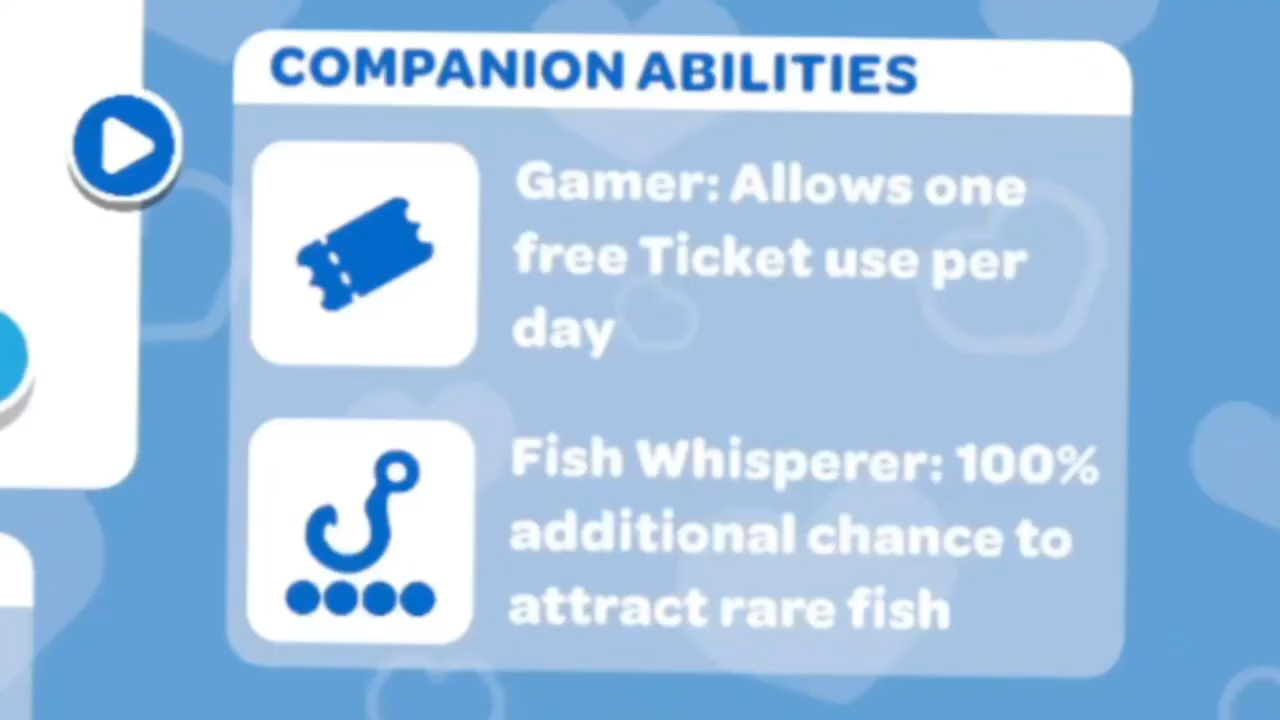 COMPANION ABILITIES
Gamer: Allows one
free Ticket use per
day
Fish Whisperer: 100%
additional chance to
attract rare fish